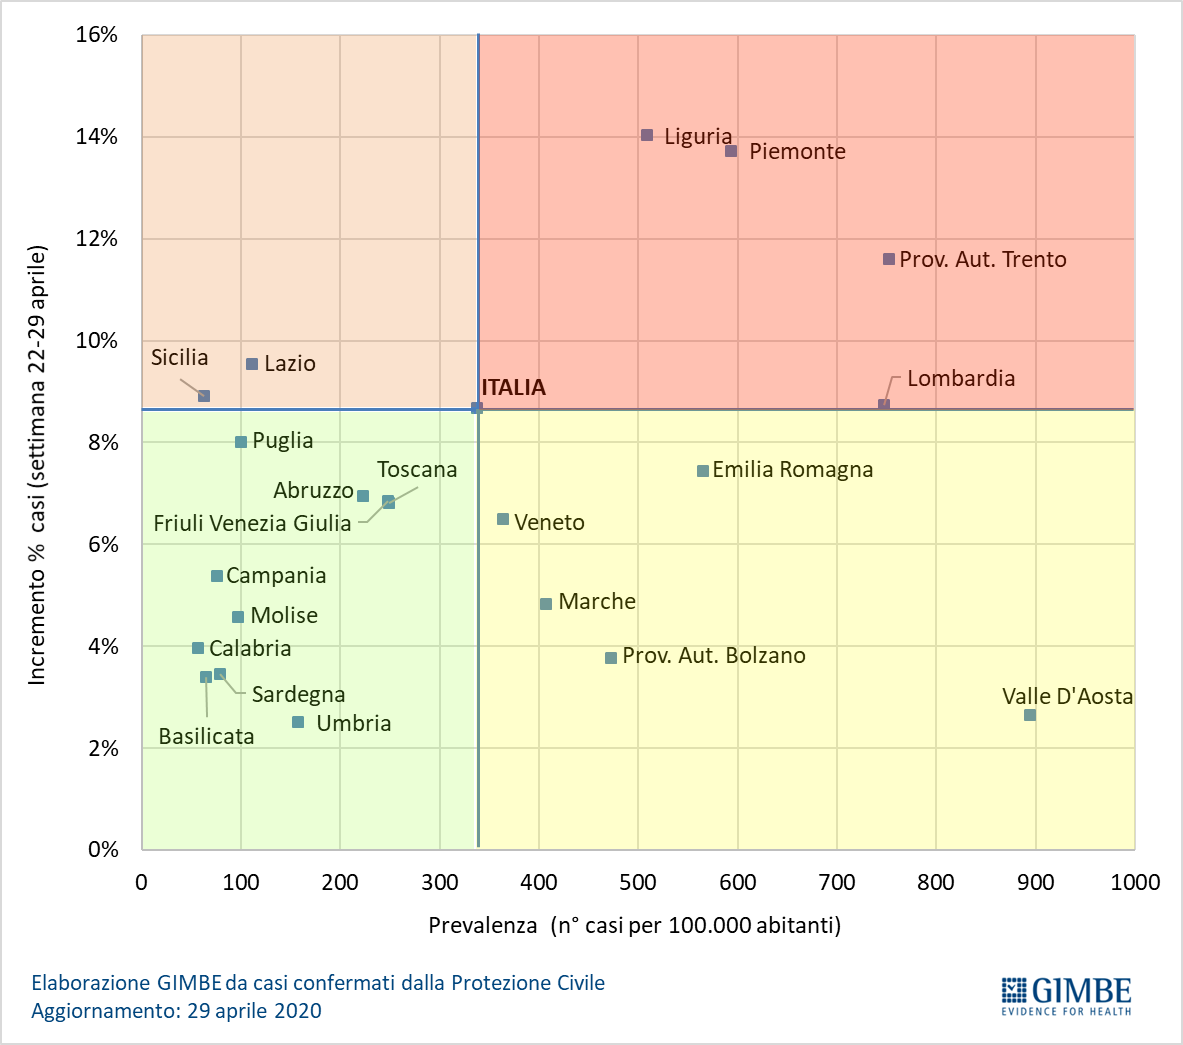 16%
14%
12%
10%
8%
6%
4%
2%
0%
Incremento % casi (settimana 22-29 aprile)
Liguria
Piemonte
Prov. Aut. Trento
Sicilia
Lazio
ITALIA
Lombardia
Puglia
Toscana
Abruzzo
Friuli Venezia Giulia
Emilia Romagna
Veneto
Campania
Marche
Molise
Calabria
Prov. Aut. Bolzano
Sardegna
Valle D'Aosta
Umbria
Basilicata
0 100 200 300 400 500 600 700 800 900 1000
Prevalenza (n° casi per 100.000 abitanti)
Elaborazione GIMBE da casi confermati dalla Protezione Civile
Aggiornamento: 29 aprile 2020
GIMBE
EVIDENCE FOR HEALTH